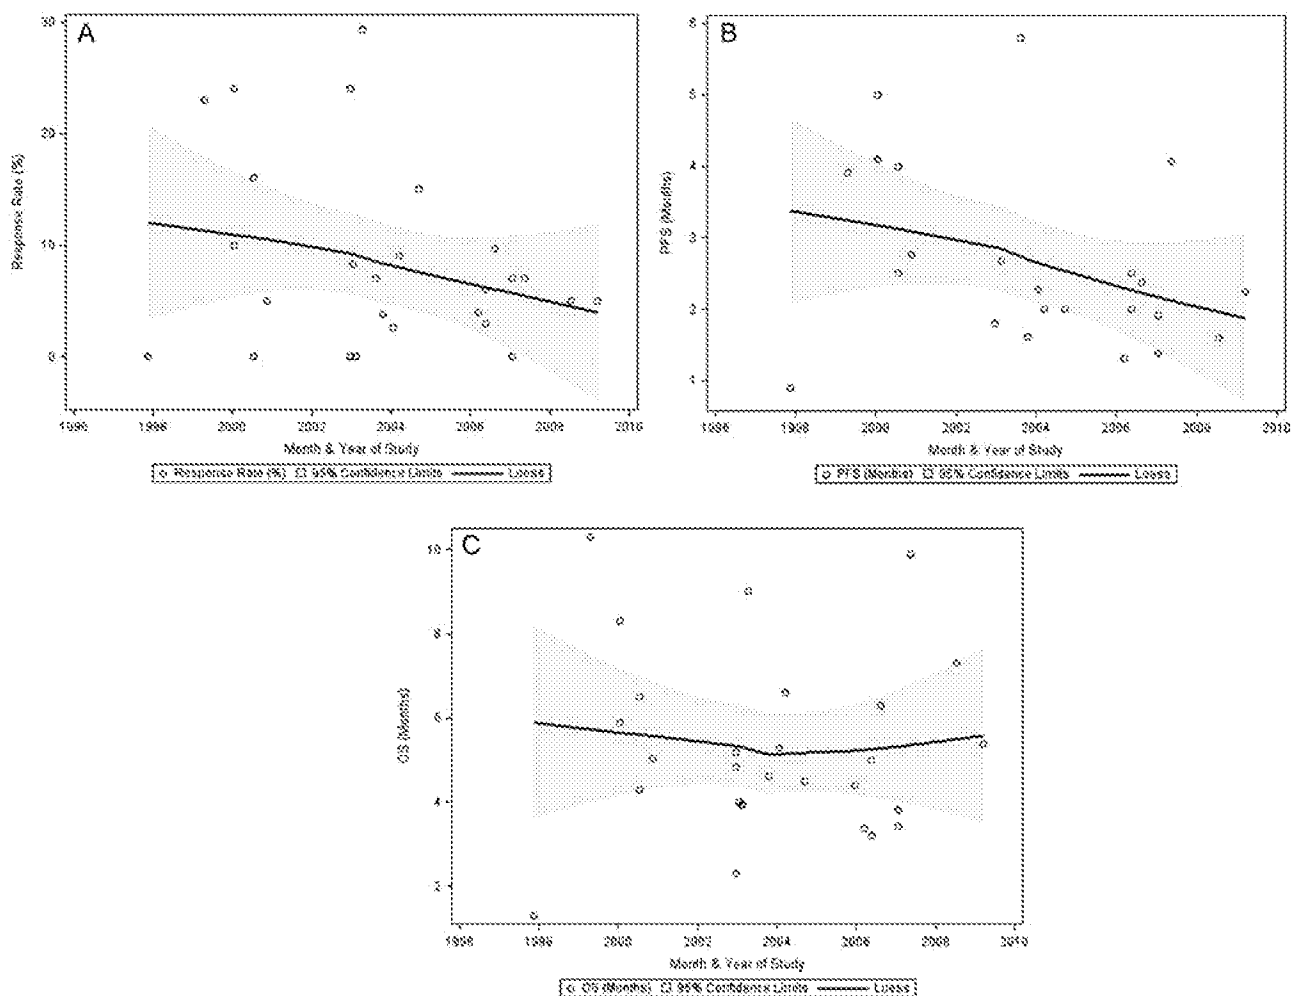 A
30
20
10
0
Response Rate (%)
1996 1998 2000 2002 2004 2006 2008 2010
Month & Year of Study
Response Rate (%) 95% Confidence Limits Loess
B
6
5
4
3
2
1
PFS (Months)
1996 1998 2000 2002 2004 2006 2008 2010
Month & Year of Study
PFS (Months) 95% Confidence Limits Loess
C
10
8
6
4
2
OS (Months)
1996 1998 2000 2002 2004 2006 2008 2010
Month & Year of Study
OS (Months) 95% Confidence Limits Loess